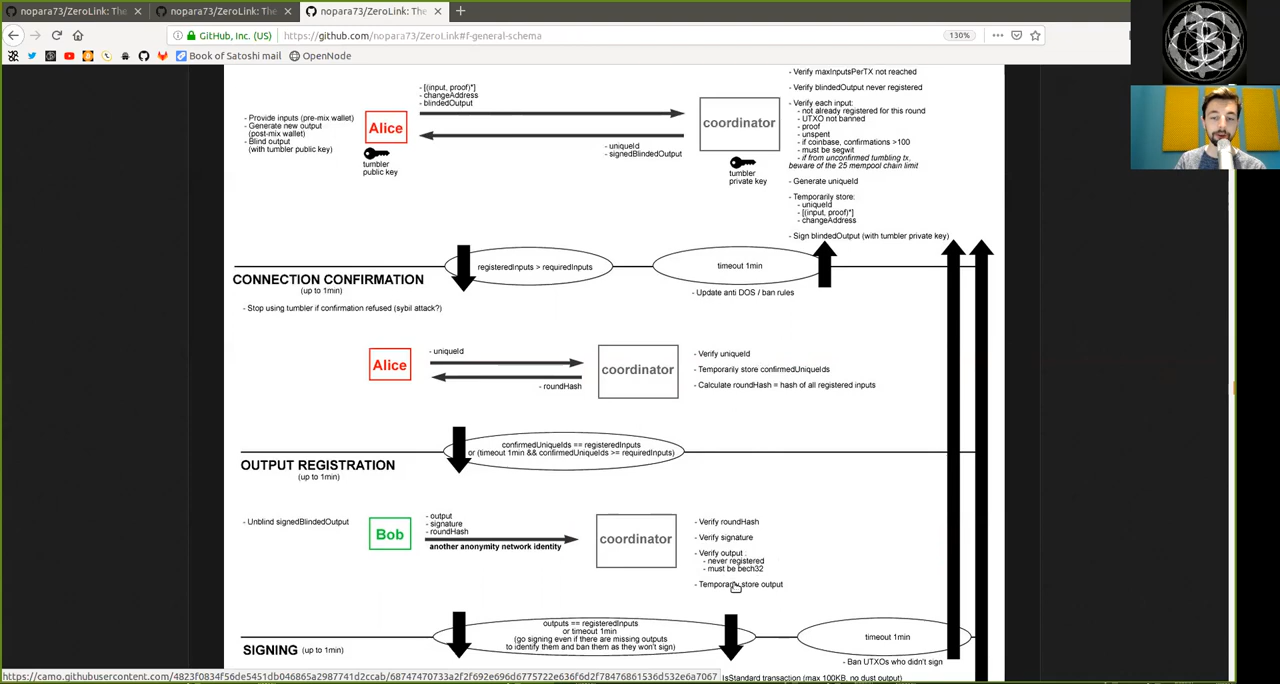 nopara73/ZeroLink: The
nopara73/ZeroLink: The
nopara73/ZeroLink: The
GitHub, Inc. (US)
https://github.com/nopara73/ZeroLink#f-general-schema
130%
Book of Satoshi mail
OpenNode
- Provide inputs (pre-mix wallet)
- Generate new output
(post-mix wallet)
- Blind output
(with tumbler public key)
Alice
tumbler
public key
- [(input, proof)*]
- changeAddress
- blindedOutput
- uniqueId
- signedBlindedOutput
coordinator
tumbler
private key
- Verify maxInputsPerTX not reached
- Verify blindedOutput never registered
- Verify each input:
- not already registered for this round
- UTXO not banned
- proof
- unspent
- if coinbase, confirmations >100
- must be segwit
- if from unconfirmed tumbling tx,
beware of the 25 mempool chain limit
- Generate uniqueId
- Temporarily store:
- uniqueId
- [(input, proof)*]
- changeAddress
- Sign blindedOutput (with tumbler private key)
registeredInputs > requiredInputs
timeout 1min
CONNECTION CONFIRMATION
(up to 1min)
- Update anti DOS / ban rules
- Stop using tumbler if confirmation refused (sybil attack?)
Alice
- uniqueId
- roundHash
coordinator
- Verify uniqueId
- Temporarily store confirmedUniqueIds
- Calculate roundHash = hash of all registered inputs
confirmedUniqueIds == registeredInputs
or (timeout 1min && confirmedUniqueIds >= requiredInputs)
OUTPUT REGISTRATION
(up to 1min)
- Unblind signedBlindedOutput
Bob
- output
- signature
- roundHash
another anonymity network identity
coordinator
- Verify roundHash
- Verify signature
- Verify output .
- never registered
- must be bech32
- Temporarily store output
outputs == registeredInputs
or timeout 1min
(go signing even if there are missing outputs
to identify them and ban them as they won't sign)
timeout 1min
SIGNING (up to 1min)
- Ban UTXOs who didn't sign
IsStandard transaction (max 100KB, no dust output)